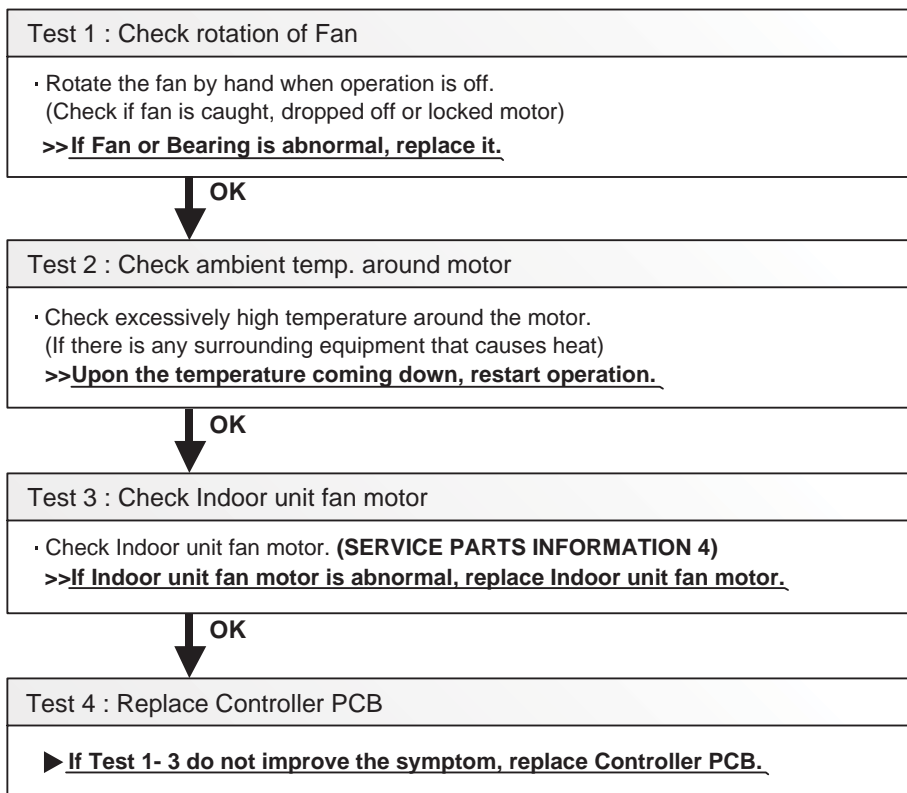 Test 1 : Check rotation of Fan
· Rotate the fan by hand when operation is off.
(Check if fan is caught, dropped off or locked motor)
>>If Fan or Bearing is abnormal, replace it.
OK
Test 2 : Check ambient temp. around motor
· Check excessively high temperature around the motor.
(If there is any surrounding equipment that causes heat)
>>Upon the temperature coming down, restart operation.
OK
Test 3 : Check Indoor unit fan motor
· Check Indoor unit fan motor. (SERVICE PARTS INFORMATION 4)
>>If Indoor unit fan motor is abnormal, replace Indoor unit fan motor.
OK
Test 4 : Replace Controller PCB
▶ If Test 1- 3 do not improve the symptom, replace Controller PCB.